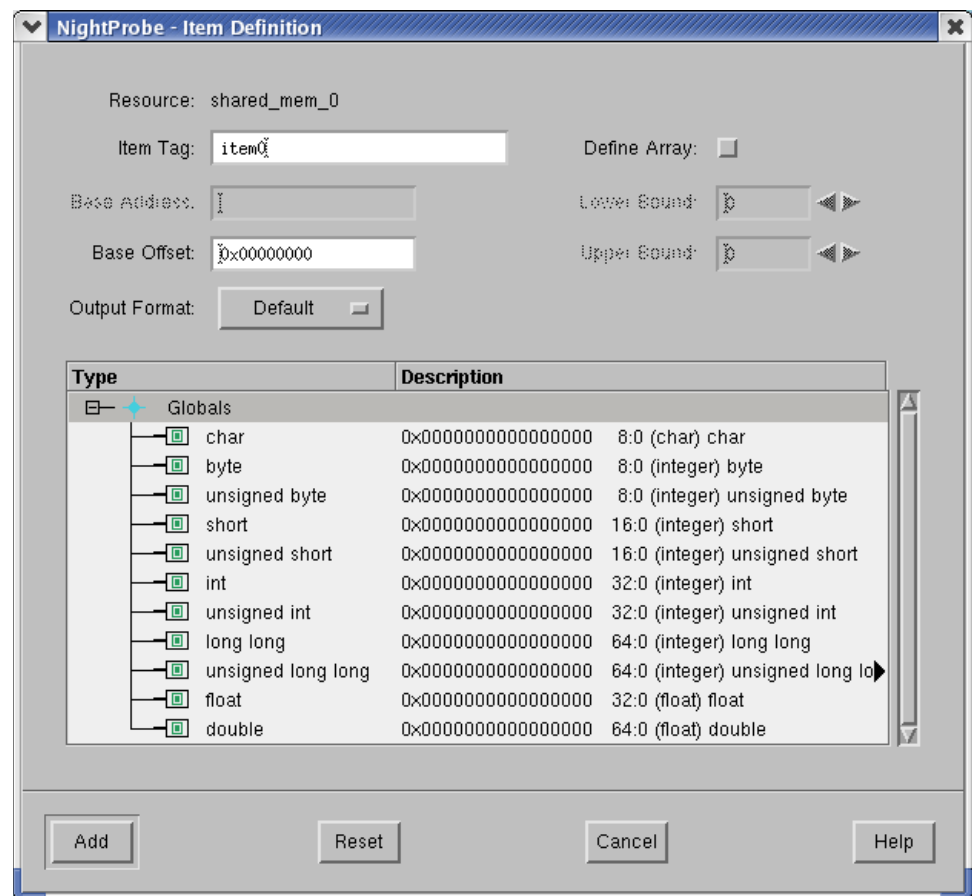 NightProbe - Item Definition
Resource: shared_mem_0
Item Tag: item0 Define Array:
Base Address: Lower Bound: 0
Base Offset: 0x00000000 Upper Bound: 0
Output Format: Default
Type Description
Globals
char 0x0000000000000000 8:0 (char) char
byte 0x0000000000000000 8:0 (integer) byte
unsigned byte 0x0000000000000000 8:0 (integer) unsigned byte
short 0x0000000000000000 16:0 (integer) short
unsigned short 0x0000000000000000 16:0 (integer) unsigned short
int 0x0000000000000000 32:0 (integer) int
unsigned int 0x0000000000000000 32:0 (integer) unsigned int
long long 0x0000000000000000 64:0 (integer) long long
unsigned long long 0x0000000000000000 64:0 (integer) unsigned long lo
float 0x0000000000000000 32:0 (float) float
double 0x0000000000000000 64:0 (float) double
Add Reset Cancel Help